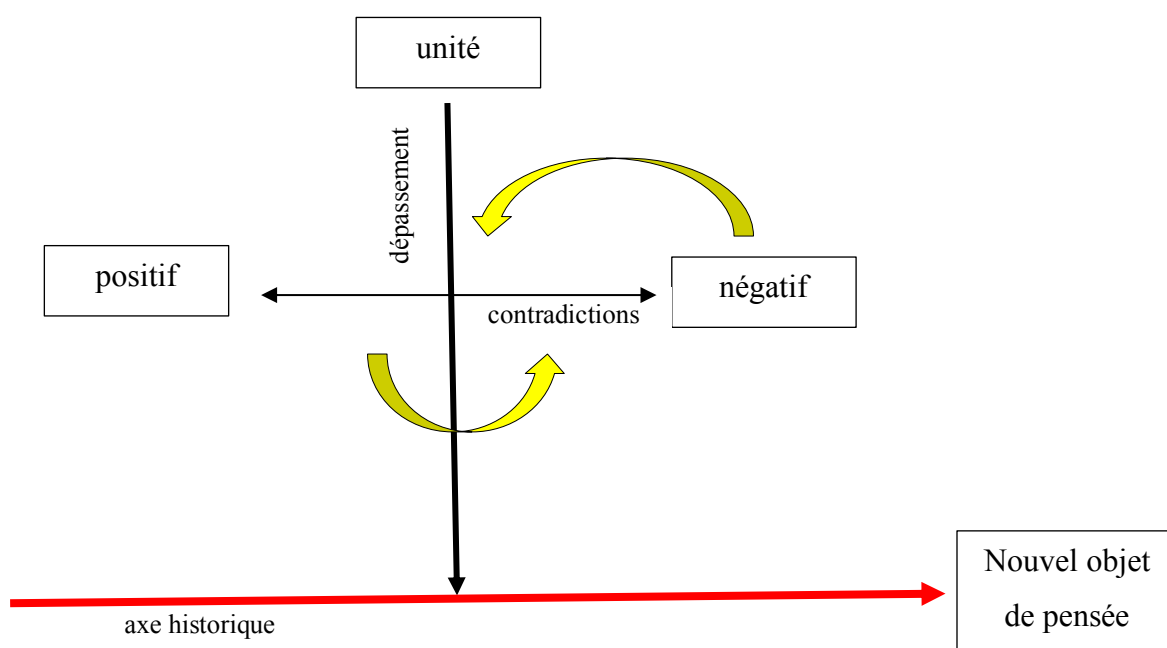 unité
dépassement
positif
négatif
contradictions
Nouvel objet
de pensée
axe historique